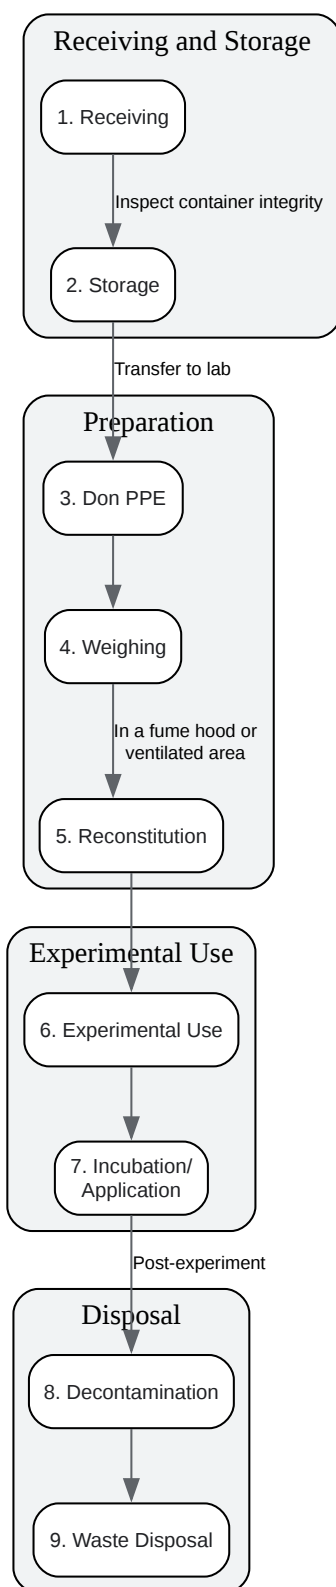 Receiving and Storage
1. Receiving
Inspect container integrity
2. Storage
Transfer to lab
Preparation
3. Don PPE
4. Weighing
In a fume hood or
ventilated area
5. Reconstitution
Experimental Use
6. Experimental Use
7. Incubation/
Application
Post-experiment
Disposal
8. Decontamination
9. Waste Disposal